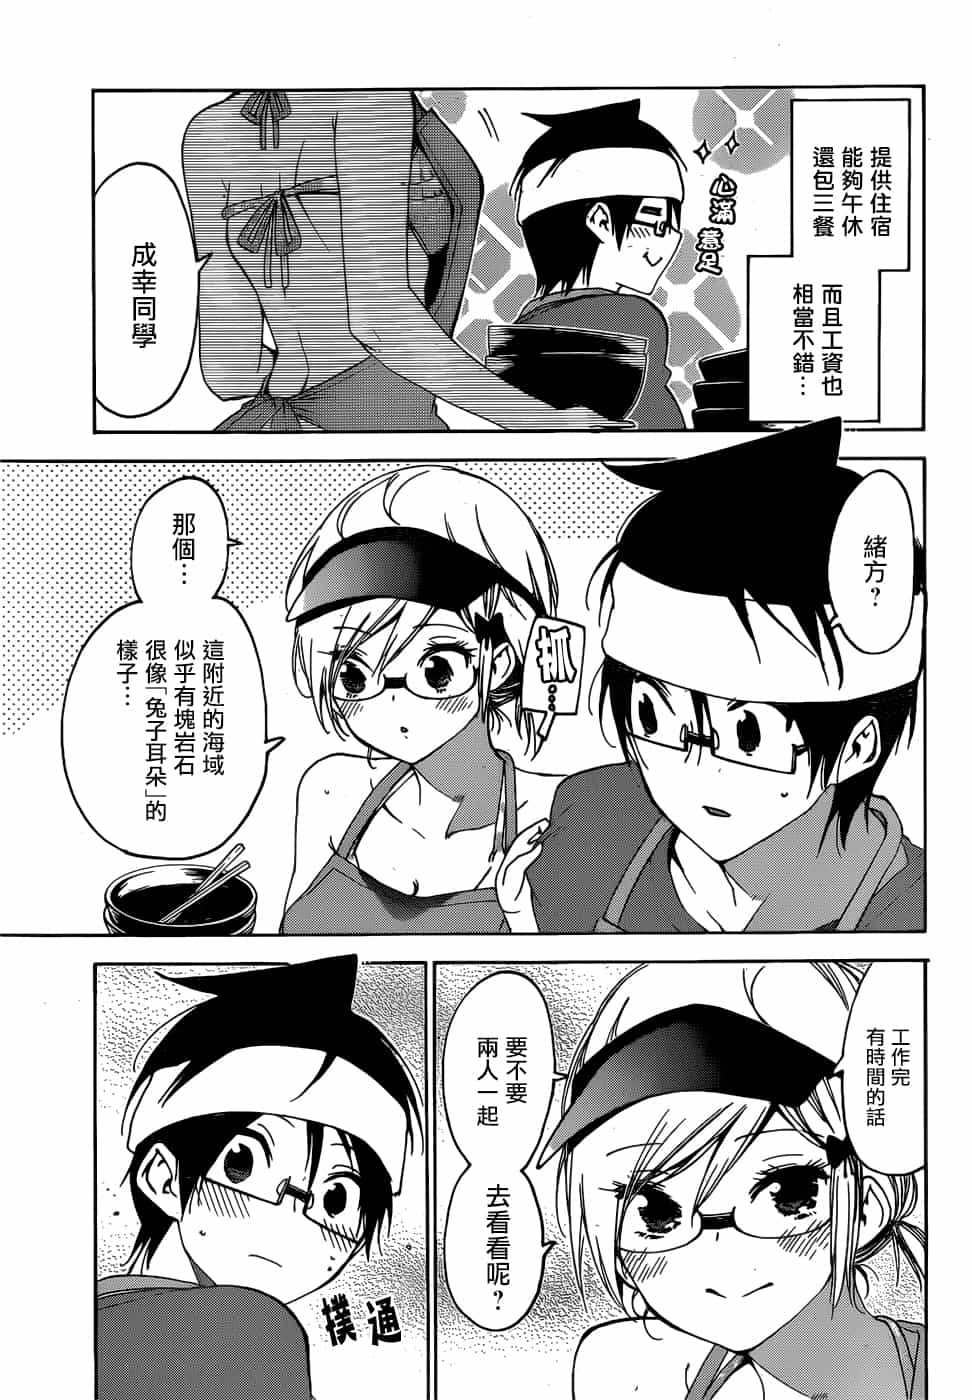 提供住宿
能夠午休
還包三餐
而且工資也
相當不錯…
心滿意足
成幸同學
緒方?
抓…
那個…
這附近的海域
似乎有塊岩石
很像「兔子耳朵」的
樣子…
工作完
有時間的話
要不要
兩人一起
去看看呢?
撲通